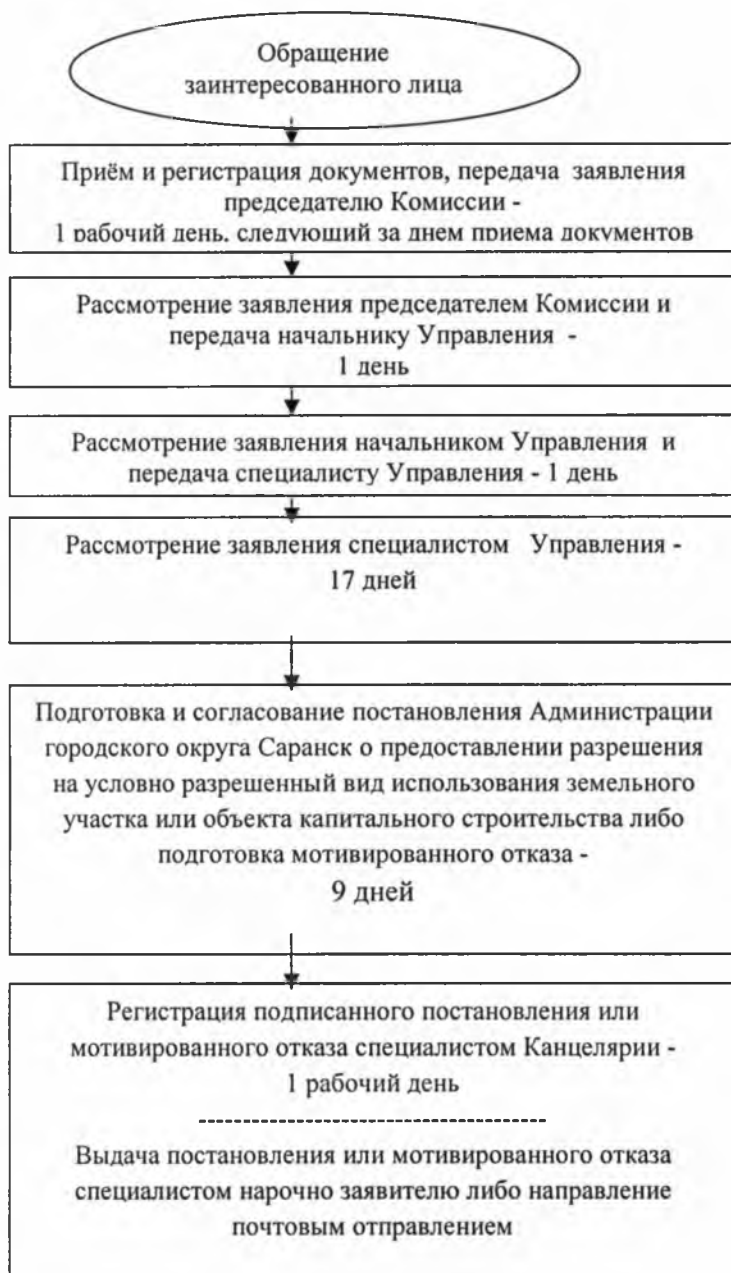 Обращение
заинтересованного лица
Приём и регистрация документов, передача заявления
председателю Комиссии -
1 рабочий день, следующий за днем приема документов
Рассмотрение заявления председателем Комиссии и
передача начальнику Управления -
1 день
Рассмотрение заявления начальником Управления и
передача специалисту Управления - 1 день
Рассмотрение заявления специалистом Управления -
17 дней
Подготовка и согласование постановления Администрации
городского округа Саранск о предоставлении разрешения
на условно разрешенный вид использования земельного
участка или объекта капитального строительства либо
подготовка мотивированного отказа -
9 дней
Регистрация подписанного постановления или
мотивированного отказа специалистом Канцелярии -
1 рабочий день
Выдача постановления или мотивированного отказа
специалистом нарочно заявителю либо направление
почтовым отправлением